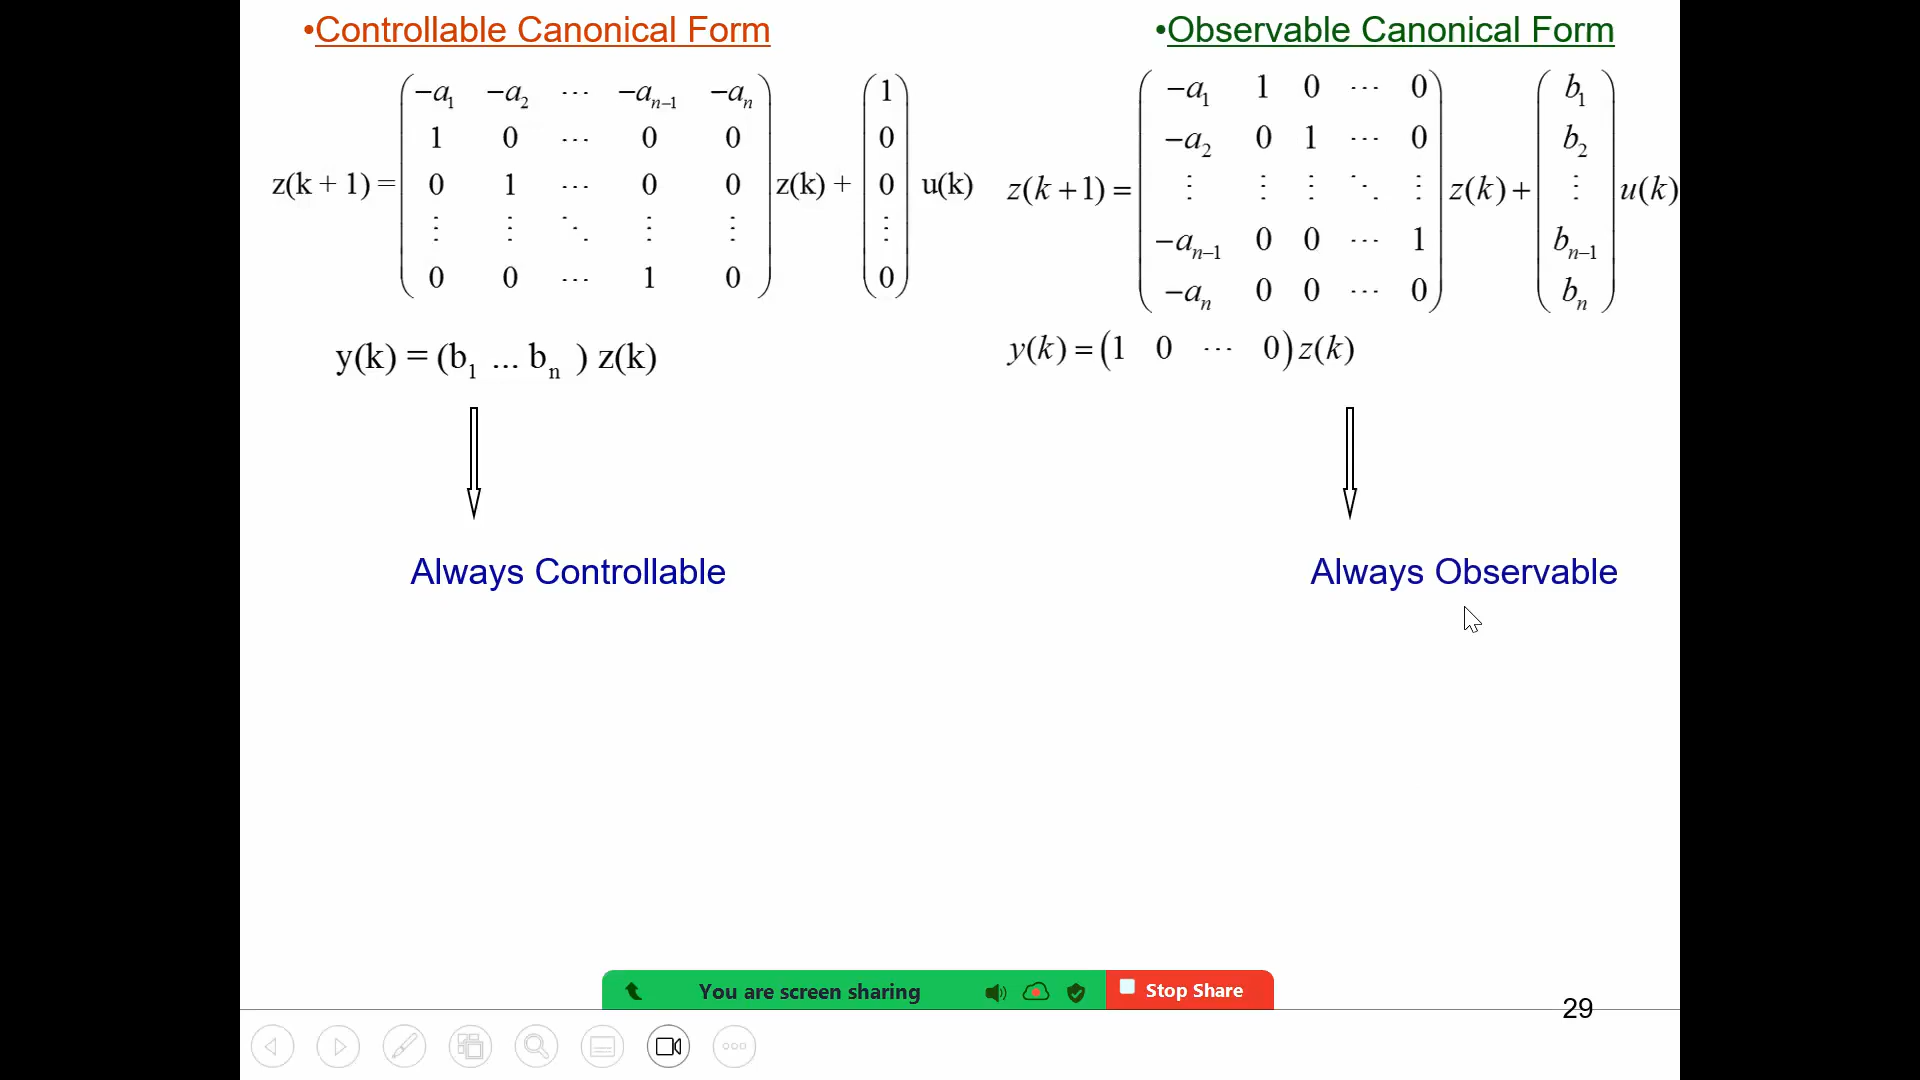 •Controllable Canonical Form
z(k + 1) = ( −a₁ −a₂ ⋯ −aₙ₋₁ −aₙ
1 0 ⋯ 0 0
0 1 ⋯ 0 0
⋮ ⋮ ⋱ ⋮ ⋮
0 0 ⋯ 1 0 ) z(k) + ( 1
0
0
⋮
0 ) u(k)
y(k) = (b₁ ... bₙ ) z(k)
Always Controllable
•Observable Canonical Form
z(k+1) = ( −a₁ 1 0 ⋯ 0
−a₂ 0 1 ⋯ 0
⋮ ⋮ ⋮ ⋱ ⋮
−aₙ₋₁ 0 0 ⋯ 1
−aₙ 0 0 ⋯ 0 ) z(k) + ( b₁
b₂
⋮
bₙ₋₁
bₙ ) u(k)
y(k) = (1 0 ⋯ 0) z(k)
Always Observable
You are screen sharing
Stop Share
29